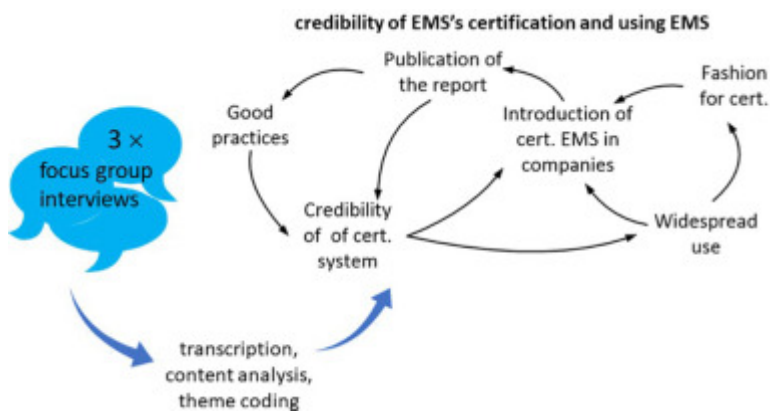 credibility of EMS's certification and using EMS
Publication of
the report
Fashion
for cert.
Good
practices
Introduction of
cert. EMS in
companies
3 ×
focus group
interviews
Credibility
of of cert.
system
Widespread
use
transcription,
content analysis,
theme coding